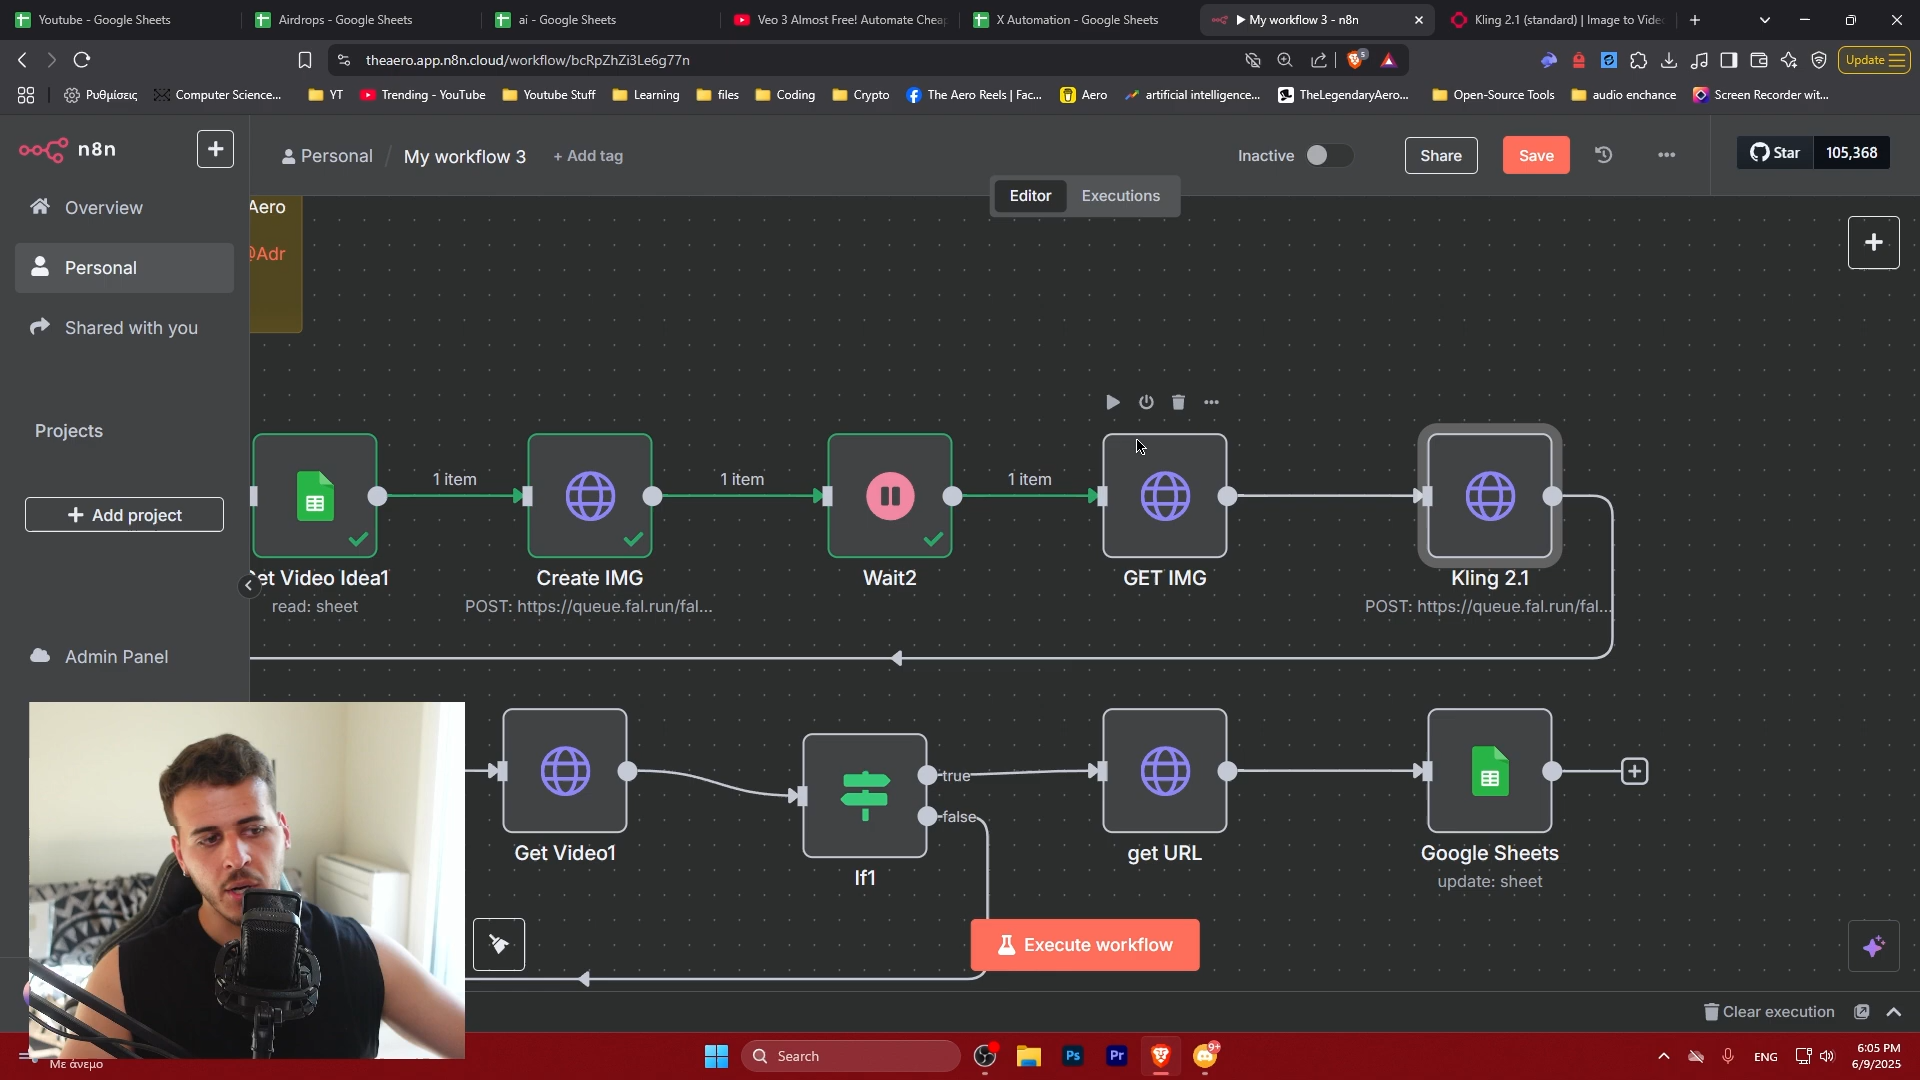 Youtube - Google Sheets
Airdrops - Google Sheets
ai - Google Sheets
Veo 3 Almost Free! Automate Cheap
X Automation - Google Sheets
▶ My workflow 3 - n8n
Kling 2.1 (standard) | Image to Vide
theaero.app.n8n.cloud/workflow/bcRpZhZi3Le6g77n
5
Update
Ρυθμίσεις
Computer Science...
YT
Trending - YouTube
Youtube Stuff
Learning
files
Coding
Crypto
The Aero Reels | Fac...
Aero
artificial intelligence...
TheLegendaryAero...
Open-Source Tools
audio enchance
Screen Recorder wit...
n8n
Personal / My workflow 3
+ Add tag
Inactive
Share
Save
Star
105,368
Editor
Executions
Overview
Personal
Shared with you
Projects
+ Add project
Admin Panel
Aero
@Adr
1 item
1 item
1 item
et Video Idea1
read: sheet
Create IMG
POST: https://queue.fal.run/fal...
Wait2
GET IMG
Kling 2.1
POST: https://queue.fal.run/fal...
Get Video1
true
false
If1
get URL
Google Sheets
update: sheet
Execute workflow
Clear execution
Με άνεμο
Search
Ps
Pr
9+
ENG
6:05 PM
6/9/2025